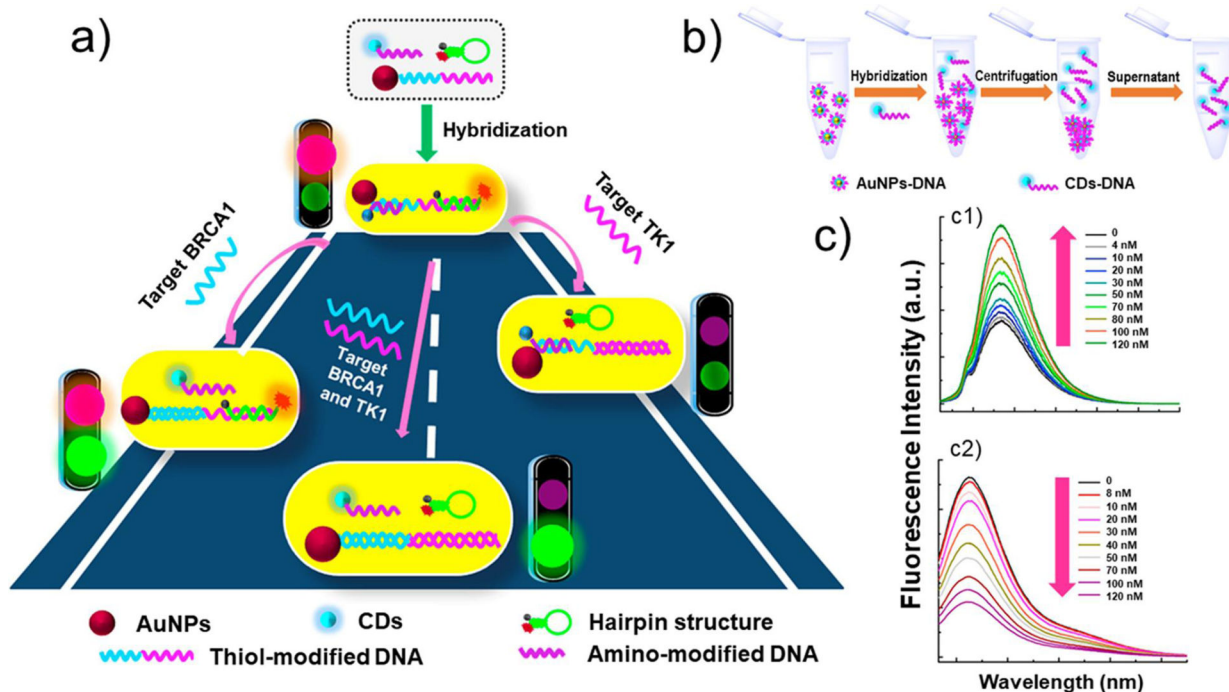 a)
Hybridization
Target BRCA1
Target TK1
Target
BRCA1
and TK1
AuNPs
CDs
Hairpin structure
Thiol-modified DNA
Amino-modified DNA
b)
Hybridization
Centrifugation
Supernatant
AuNPs-DNA
CDs-DNA
c)
Fluorescence Intensity (a.u.)
c1)
0
4 nM
10 nM
20 nM
30 nM
50 nM
70 nM
80 nM
100 nM
120 nM
c2)
0
8 nM
10 nM
20 nM
30 nM
40 nM
50 nM
70 nM
100 nM
120 nM
Wavelength (nm)